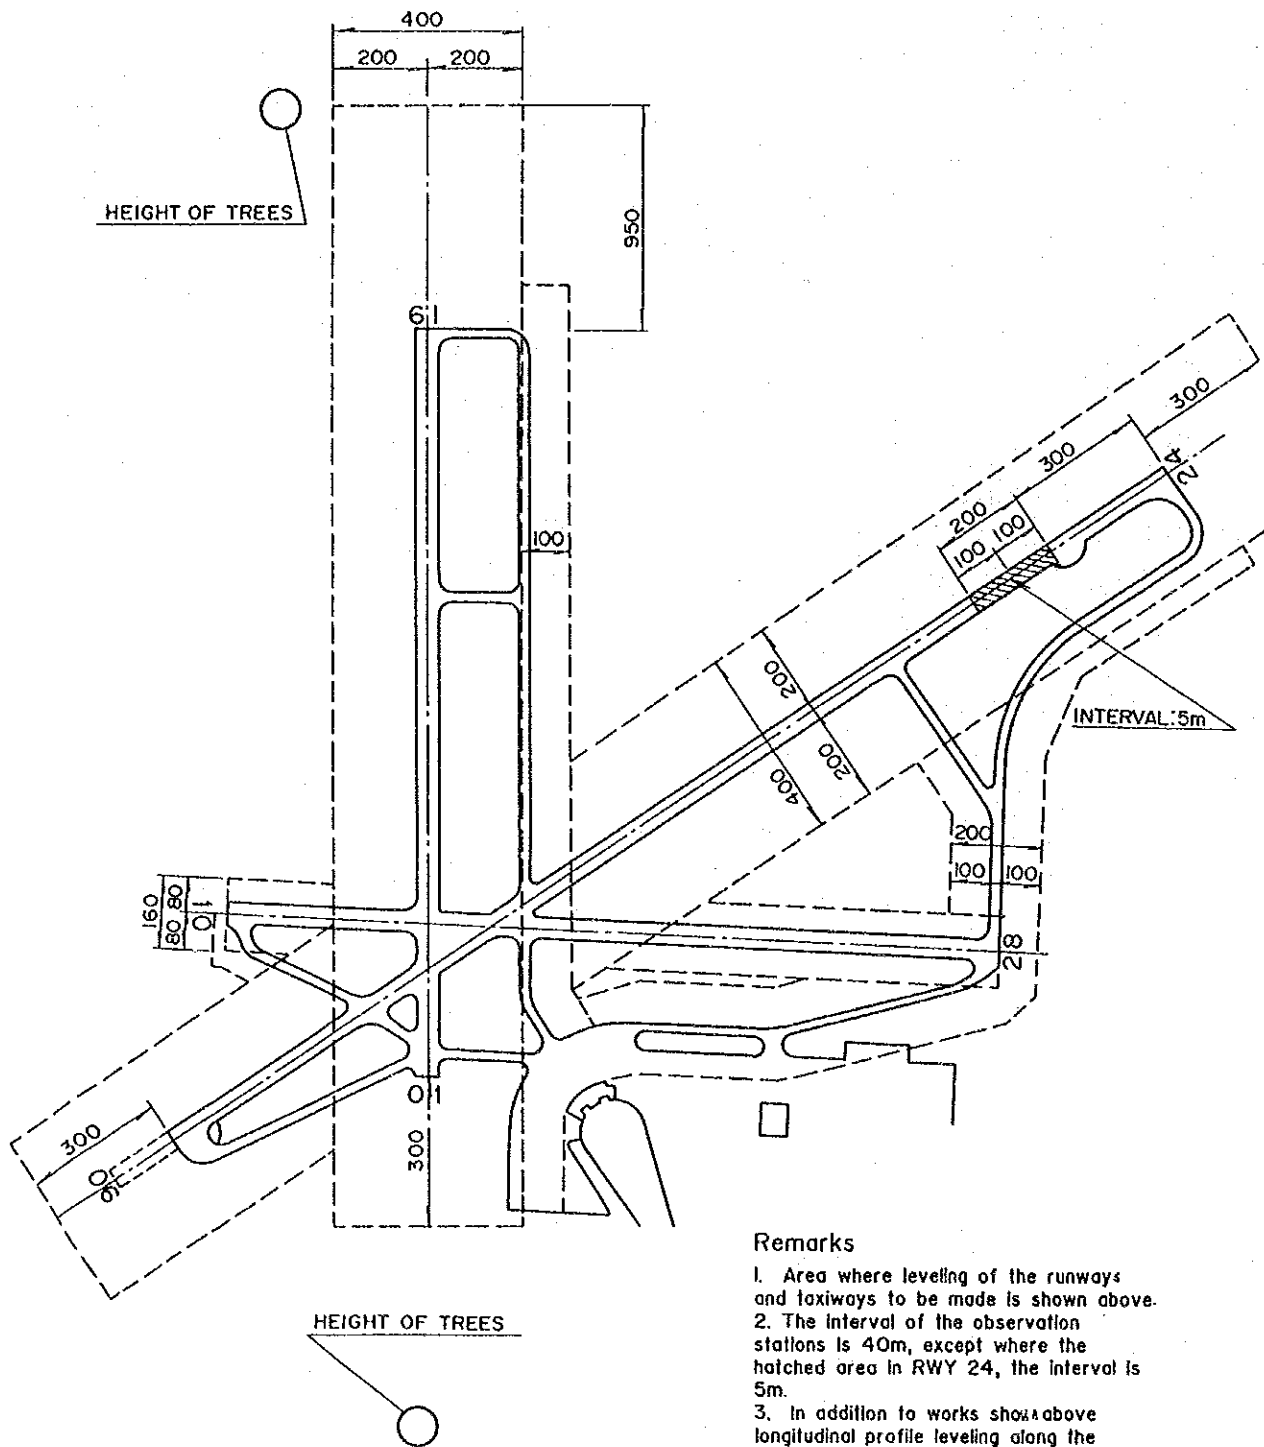 400
200 200
HEIGHT OF TREES
950
61
300
300
24
200
100 100
100
INTERVAL:5m
200
200
400
200
100 100
160
80 80
10
28
01
300
300
06
HEIGHT OF TREES
Remarks
1. Area where leveling of the runways
and taxiways to be made is shown above.
2. The interval of the observation
stations is 40m, except where the
hatched area in RWY 24, the interval is
5m.
3. In addition to works shown above
longitudinal profile leveling along the